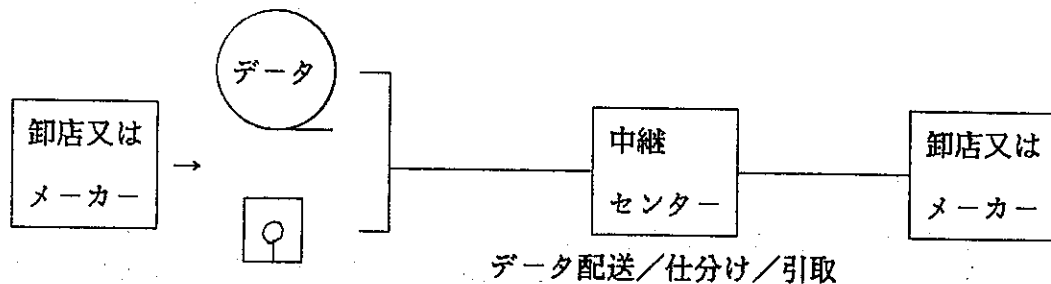 卸店又は
メーカー
→
データ
中継
センター
卸店又は
メーカー
データ配送／仕分け／引取